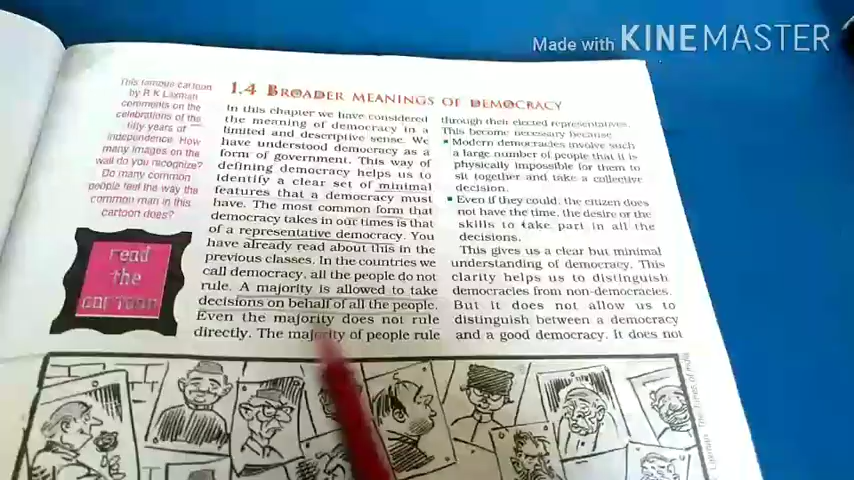 Made with KINEMASTER
This famous cartoon
by R K Laxman
comments on the
celebrations of the
fifty years of
independence. How
many images on the
wall do you recognize?
Do many common
people feel the way the
common man in this
cartoon does?
read
the
cartoon
1.4 BROADER MEANINGS OF DEMOCRACY
In this chapter we have considered
the meaning of democracy in a
limited and descriptive sense. We
have understood democracy as a
form of government. This way of
defining democracy helps us to
identify a clear set of minimal
features that a democracy must
have. The most common form that
democracy takes in our times is that
of a representative democracy. You
have already read about this in the
previous classes. In the countries we
call democracy, all the people do not
rule. A majority is allowed to take
decisions on behalf of all the people.
Even the majority does not rule
directly. The majority of people rule
through their elected representatives.
This become necessary because:
Modern democracies involve such
a large number of people that it is
physically impossible for them to
sit together and take a collective
decision.
Even if they could, the citizen does
not have the time, the desire or the
skills to take part in all the
decisions.
This gives us a clear but minimal
understanding of democracy. This
clarity helps us to distinguish
democracies from non-democracies.
But it does not allow us to
distinguish between a democracy
and a good democracy. It does not
Laxman, The Times of India